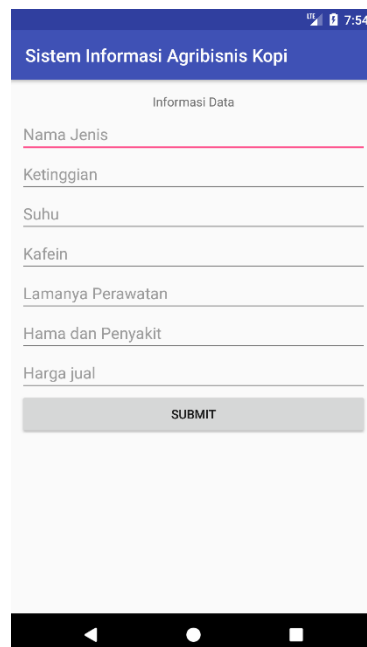 LTE 7:54
Sistem Informasi Agribisnis Kopi
Informasi Data
Nama Jenis
Ketinggian
Suhu
Kafein
Lamanya Perawatan
Hama dan Penyakit
Harga jual
SUBMIT